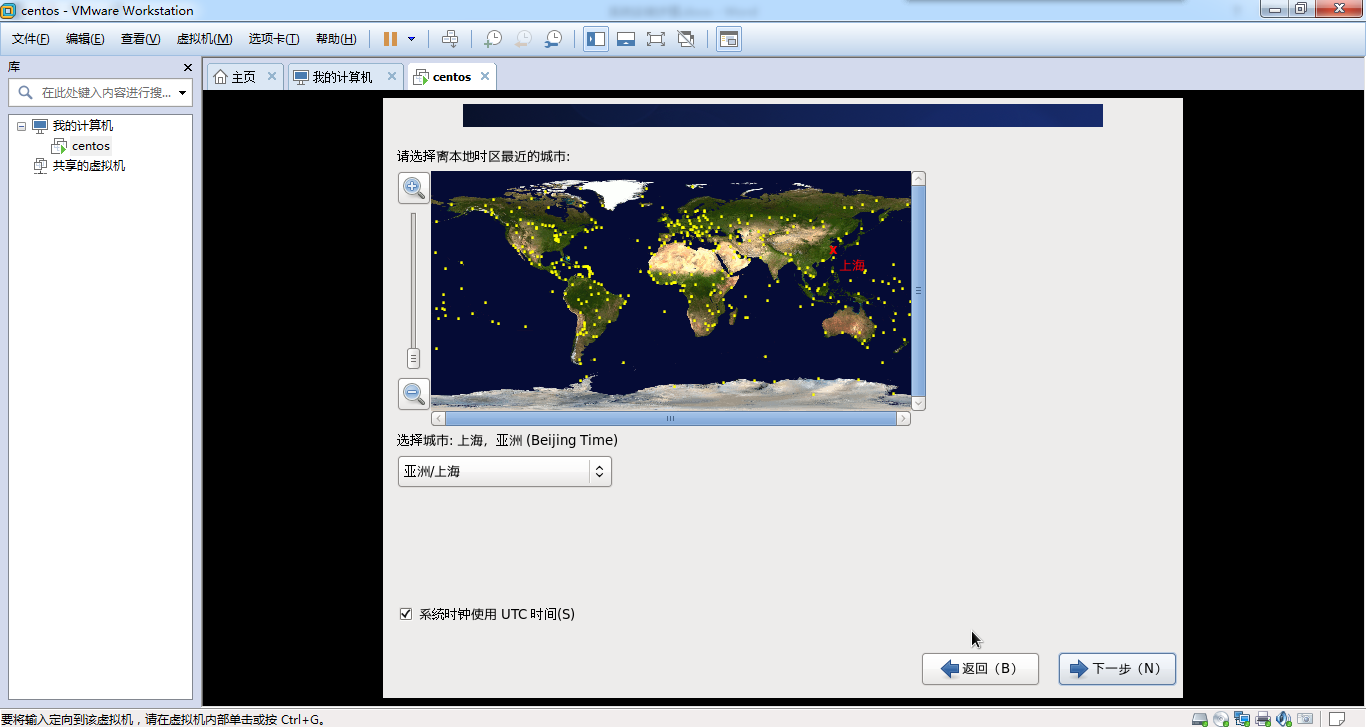 centos - VMware Workstation
文件(F) 编辑(E) 查看(V) 虚拟机(M) 选项卡(T) 帮助(H)
库
主页 我的计算机 centos
在此处键入内容进行搜...
我的计算机
centos
共享的虚拟机
请选择离本地时区最近的城市:
上海
选择城市: 上海, 亚洲 (Beijing Time)
亚洲/上海
系统时钟使用 UTC 时间(S)
返回（B） 下一步（N）
要将输入定向到该虚拟机，请在虚拟机内部单击或按 Ctrl+G。